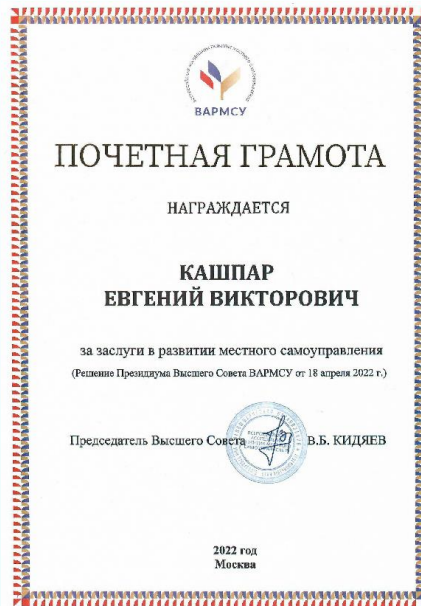 ВАРМСУ
ПОЧЕТНАЯ ГРАМОТА
НАГРАЖДАЕТСЯ
КАШПАР
ЕВГЕНИЙ ВИКТОРОВИЧ
за заслуги в развитии местного самоуправления
(Решение Президиума Высшего Совета ВАРМСУ от 18 апреля 2022 г.)
Председатель Высшего Совета В.Б. КИДЯЕВ
2022 год
Москва